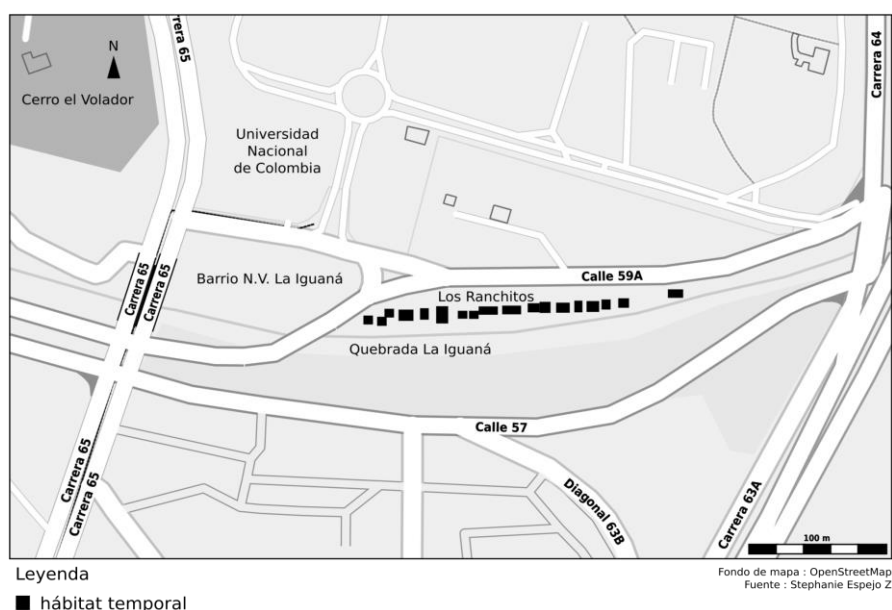 Carrera 65
Carrera 64
N
Cerro el Volador
Universidad
Nacional
de Colombia
Carrera 65
Carrera 65
Barrio N.V. La Iguaná
Calle 59A
Los Ranchitos
Quebrada La Iguaná
Calle 57
Carrera 65
Carrera 65
Diagonal 63B
Carrera 63A
100 m
Leyenda
hábitat temporal
Fondo de mapa : OpenStreetMap
Fuente : Stephanie Espejo Z